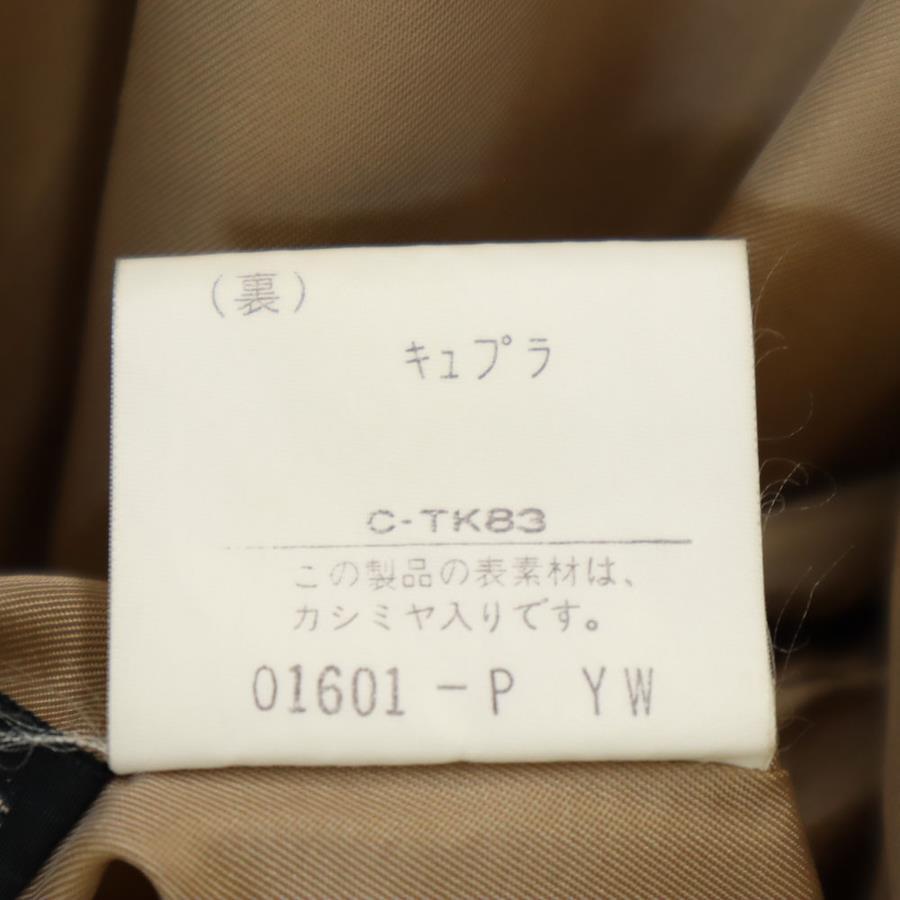 （裏）
キュプラ
C-TK83
この製品の表素材は、
カシミヤ入りです。
01601-P YW